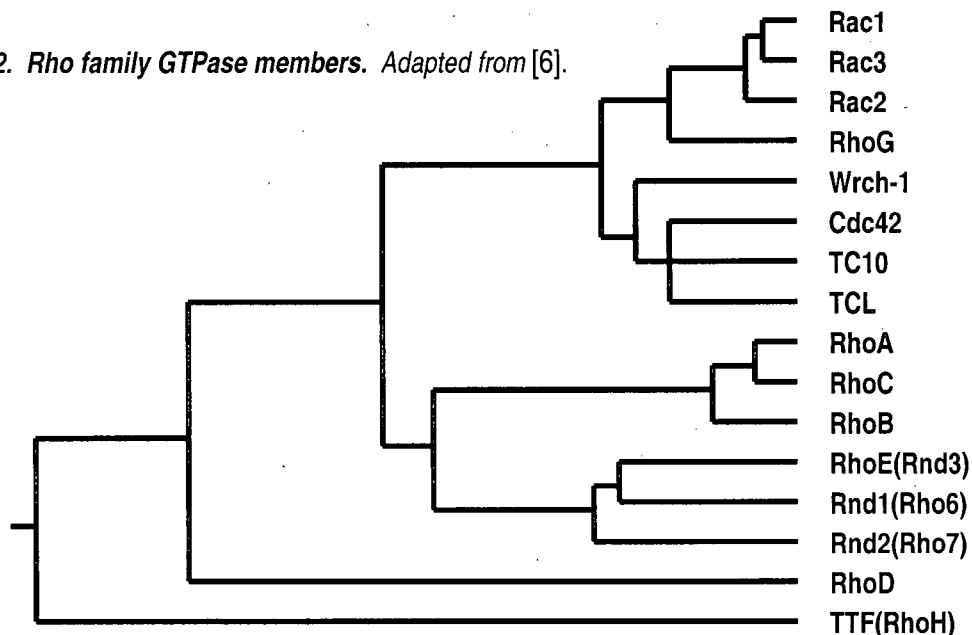 2. Rho family GTPase members. Adapted from [6].
Rac1
Rac3
Rac2
RhoG
Wrch-1
Cdc42
TC10
TCL
RhoA
RhoC
RhoB
RhoE(Rnd3)
Rnd1(Rho6)
Rnd2(Rho7)
RhoD
TTF(RhoH)